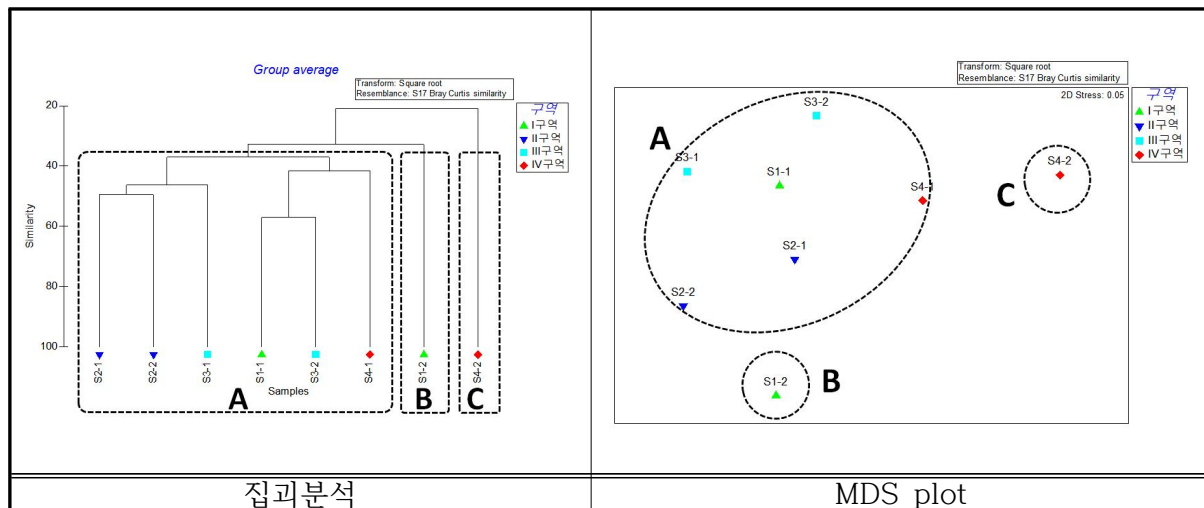 Group average
Transform: Square root
Resemblance: S17 Bray Curtis similarity
구역
I구역
II구역
III구역
IV구역
20
40
60
80
100
Similarity
S2-1
S2-2
S3-1
S1-1
S3-2
S4-1
S1-2
S4-2
Samples
A
B
C
집괴분석
Transform: Square root
Resemblance: S17 Bray Curtis similarity
2D Stress: 0.05
구역
I구역
II구역
III구역
IV구역
S3-2
A
S3-1
S1-1
S4-2
S4-1
C
S2-1
S2-2
S1-2
B
MDS plot